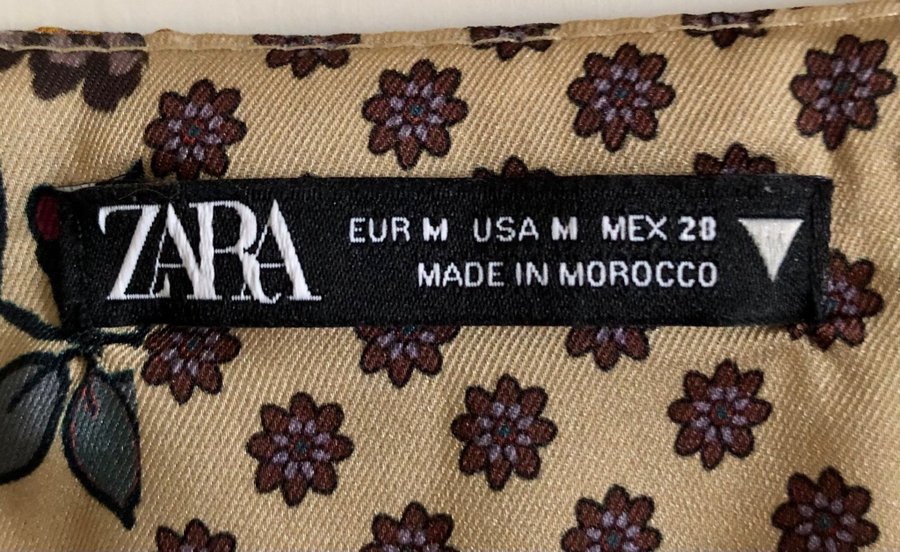 ZARA
EUR M USA M MEX 28
MADE IN MOROCCO